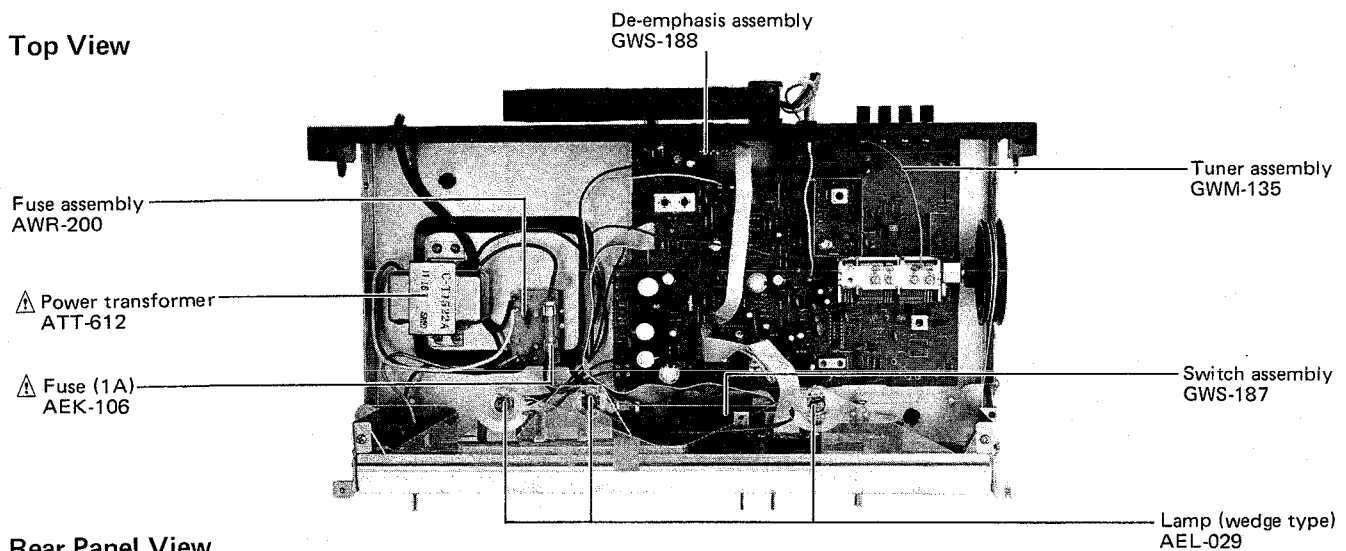 Top View
De-emphasis assembly
GWS-188
Tuner assembly
GWM-135
Fuse assembly
AWR-200
⚠ Power transformer
ATT-612
⚠ Fuse (1A)
AEK-106
Switch assembly
GWS-187
Lamp (wedge type)
AEL-029
Rear Panel View